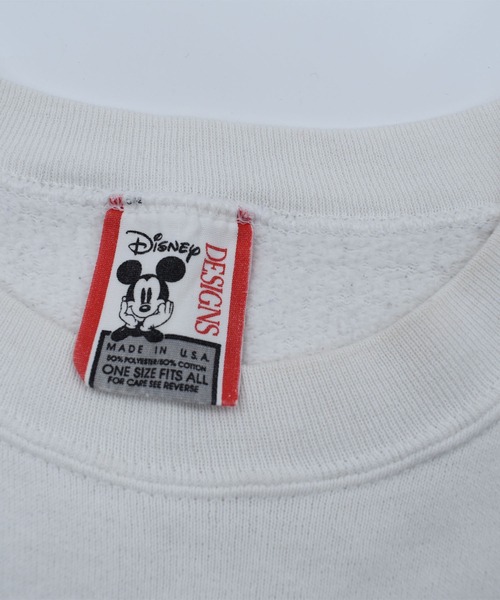 Disney
DESIGNS
MADE IN U.S.A.
50% POLYESTER/50% COTTON
ONE SIZE FITS ALL
FOR CARE SEE REVERSE